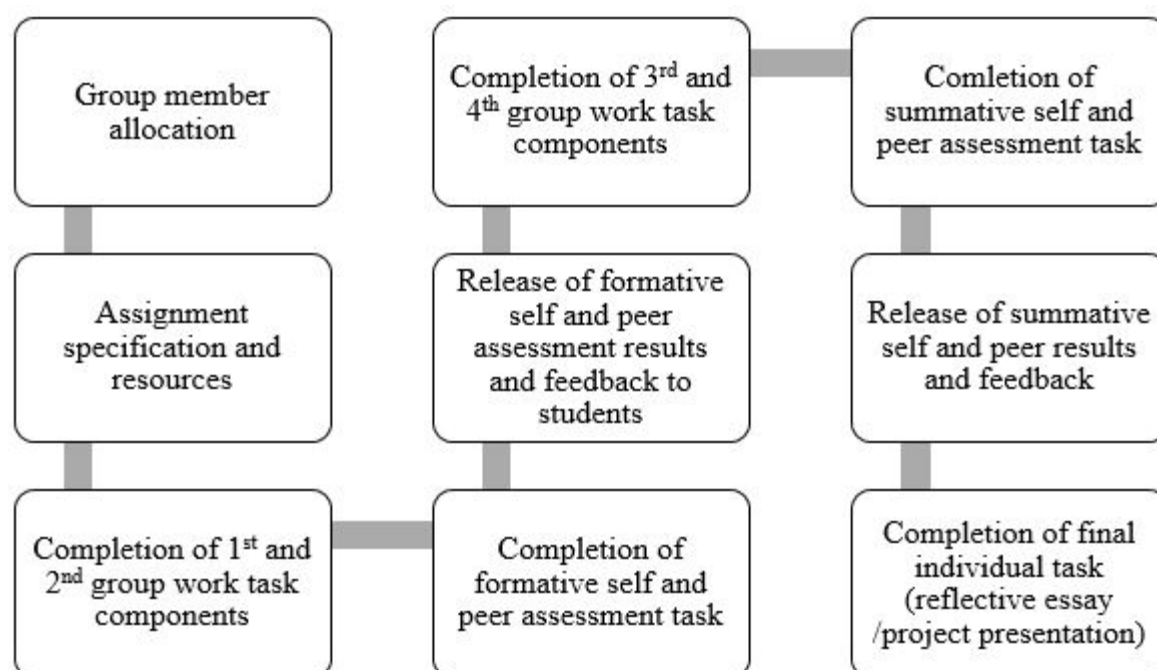 Group member
allocation
Assignment
specification and
resources
Completion of 1st and
2nd group work task
components
Completion of
formative self and
peer assessment task
Release of formative
self and peer
assessment results
and feedback to
students
Completion of 3rd and
4th group work task
components
Comletion of
summative self and
peer assessment task
Release of summative
self and peer results
and feedback
Completion of final
individual task
(reflective essay
/project presentation)